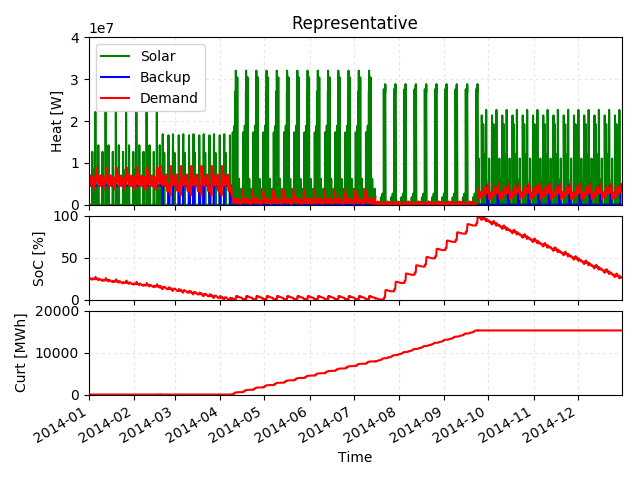 Representative
1e7
Heat [W]
4
3
2
1
0
Solar
Backup
Demand
SoC [%]
100
50
0
Curt [MWh]
20000
10000
0
2014-01
2014-02
2014-03
2014-04
2014-05
2014-06
2014-07
2014-08
2014-09
2014-10
2014-11
2014-12
Time